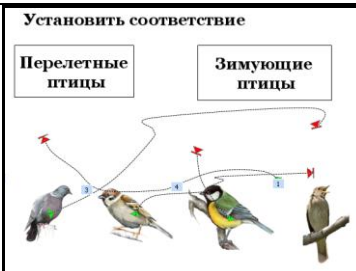 Установить соответствие
Перелетные
птицы
Зимующие
птицы
3
4
1